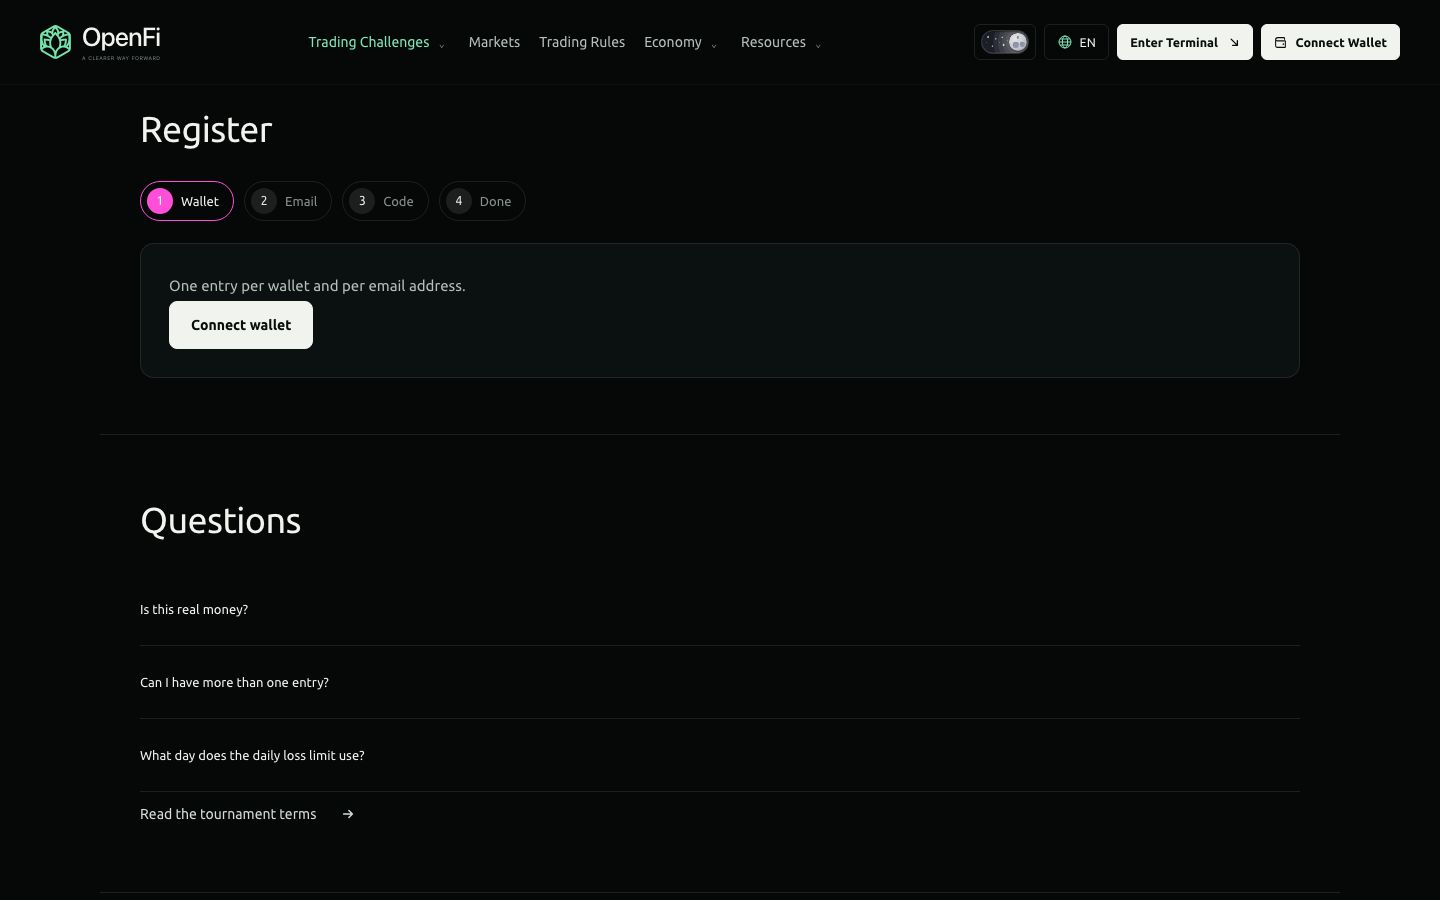 OpenFi
A CLEARER WAY FORWARD
Trading Challenges
Markets
Trading Rules
Economy
Resources
EN
Enter Terminal
Connect Wallet
Register
1 Wallet
2 Email
3 Code
4 Done
One entry per wallet and per email address.
Connect wallet
Questions
Is this real money?
Can I have more than one entry?
What day does the daily loss limit use?
Read the tournament terms